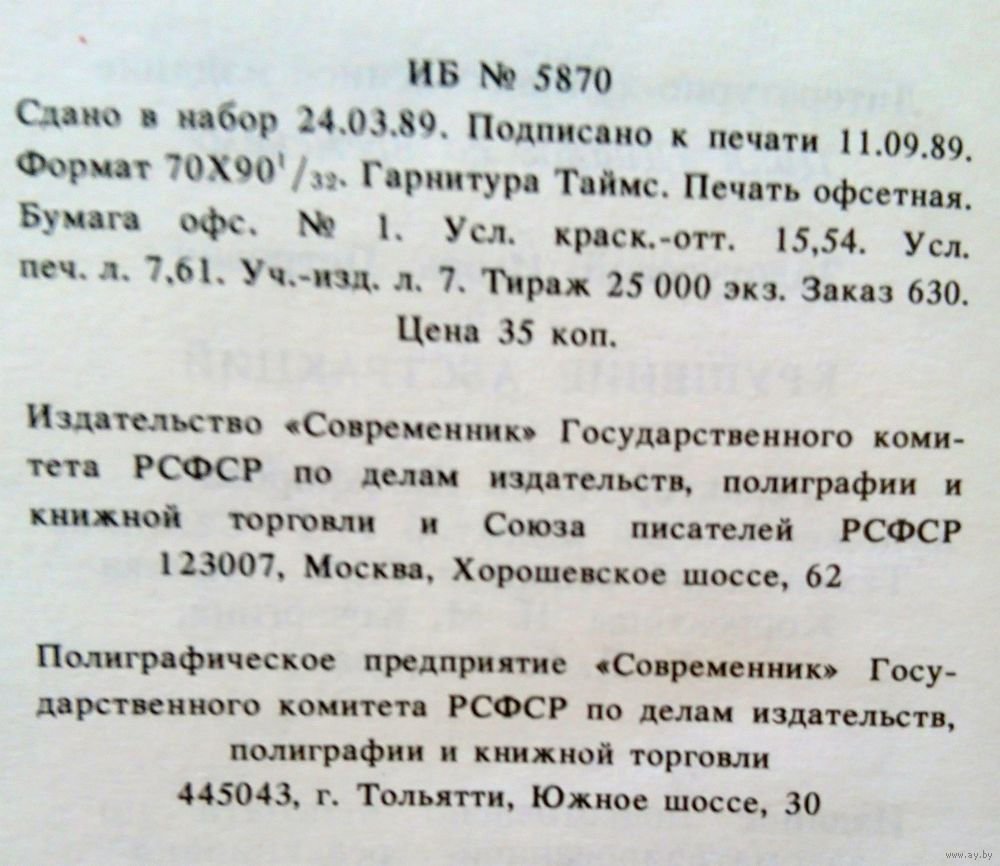 ИБ № 5870
Сдано в набор 24.03.89. Подписано к печати 11.09.89.
Формат 70X90¹/₃₂. Гарнитура Таймс. Печать офсетная.
Бумага офс. № 1. Усл. краск.-отт. 15,54. Усл.
печ. л. 7,61. Уч.-изд. л. 7. Тираж 25 000 экз. Заказ 630.
Цена 35 коп.
Издательство «Современник» Государственного коми-
тета РСФСР по делам издательств, полиграфии и
книжной торговли и Союза писателей РСФСР
123007, Москва, Хорошевское шоссе, 62
Полиграфическое предприятие «Современник» Госу-
дарственного комитета РСФСР по делам издательств,
полиграфии и книжной торговли
445043, г. Тольятти, Южное шоссе, 30
www.ay.by